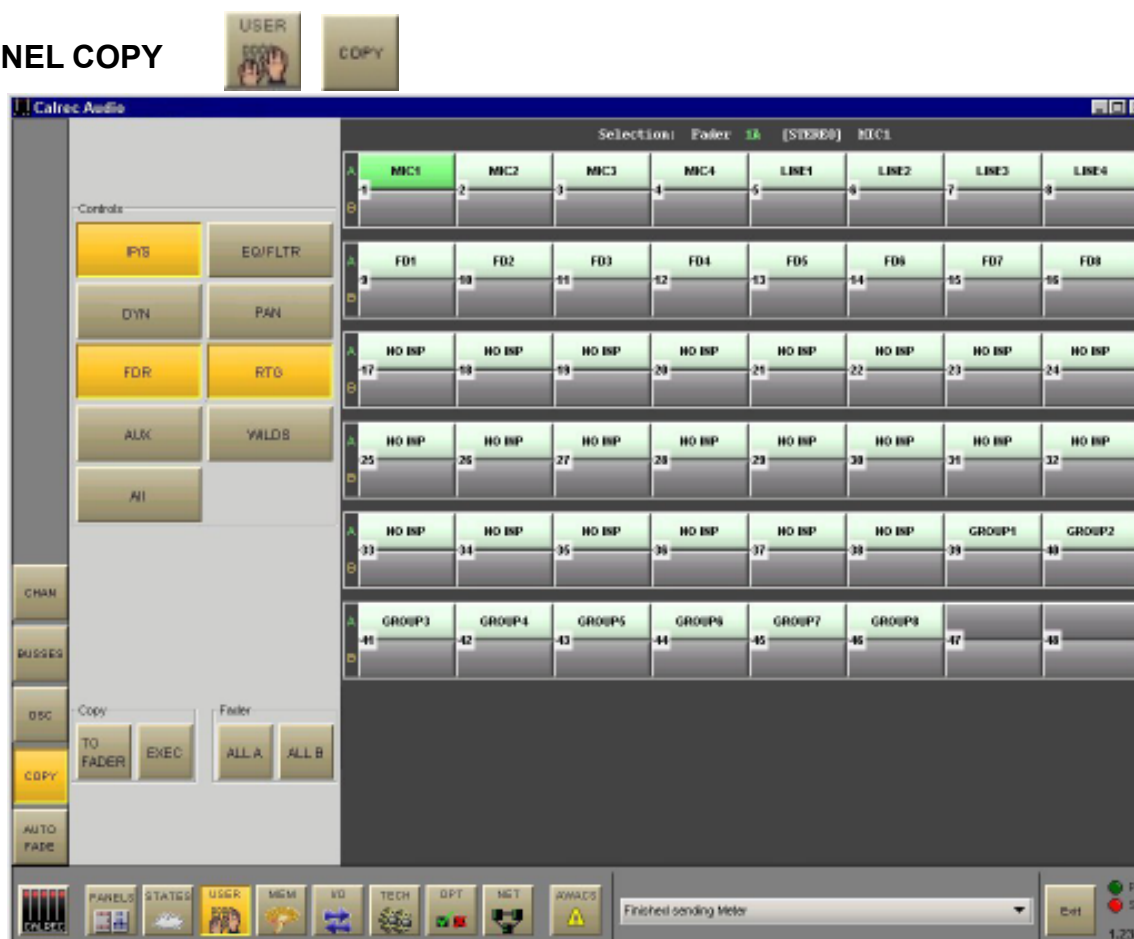 NEL COPY
USER
COPY
Calrec Audio
Selection: Fader 1A [STEREO] MIC1
Controls
IP/S EQ/FLTR
DYN PAN
FDR RTG
AUX WILDS
All
A MIC1 MIC2 MIC3 MIC4 LINE1 LINE2 LINE3 LINE4
1 2 3 4 5 6 7 8
B
A FD1 FD2 FD3 FD4 FD5 FD6 FD7 FD8
9 10 11 12 13 14 15 16
B
A NO INP NO INP NO INP NO INP NO INP NO INP NO INP NO INP
17 18 19 20 21 22 23 24
B
A NO INP NO INP NO INP NO INP NO INP NO INP NO INP NO INP
25 26 27 28 29 30 31 32
B
A NO INP NO INP NO INP NO INP NO INP NO INP GROUP1 GROUP2
33 34 35 36 37 38 39 40
B
A GROUP3 GROUP4 GROUP5 GROUP6 GROUP7 GROUP8
41 42 43 44 45 46 47 48
B
CHAN
BUSSES
OSC
COPY
AUTO
FADE
Copy Fader
TO
FADER EXEC ALL A ALL B
CALREC
PANELS STATES USER MEM I/O TECH OPT NET AWACS
Finished sending Meter
Exit
P
S
1.23